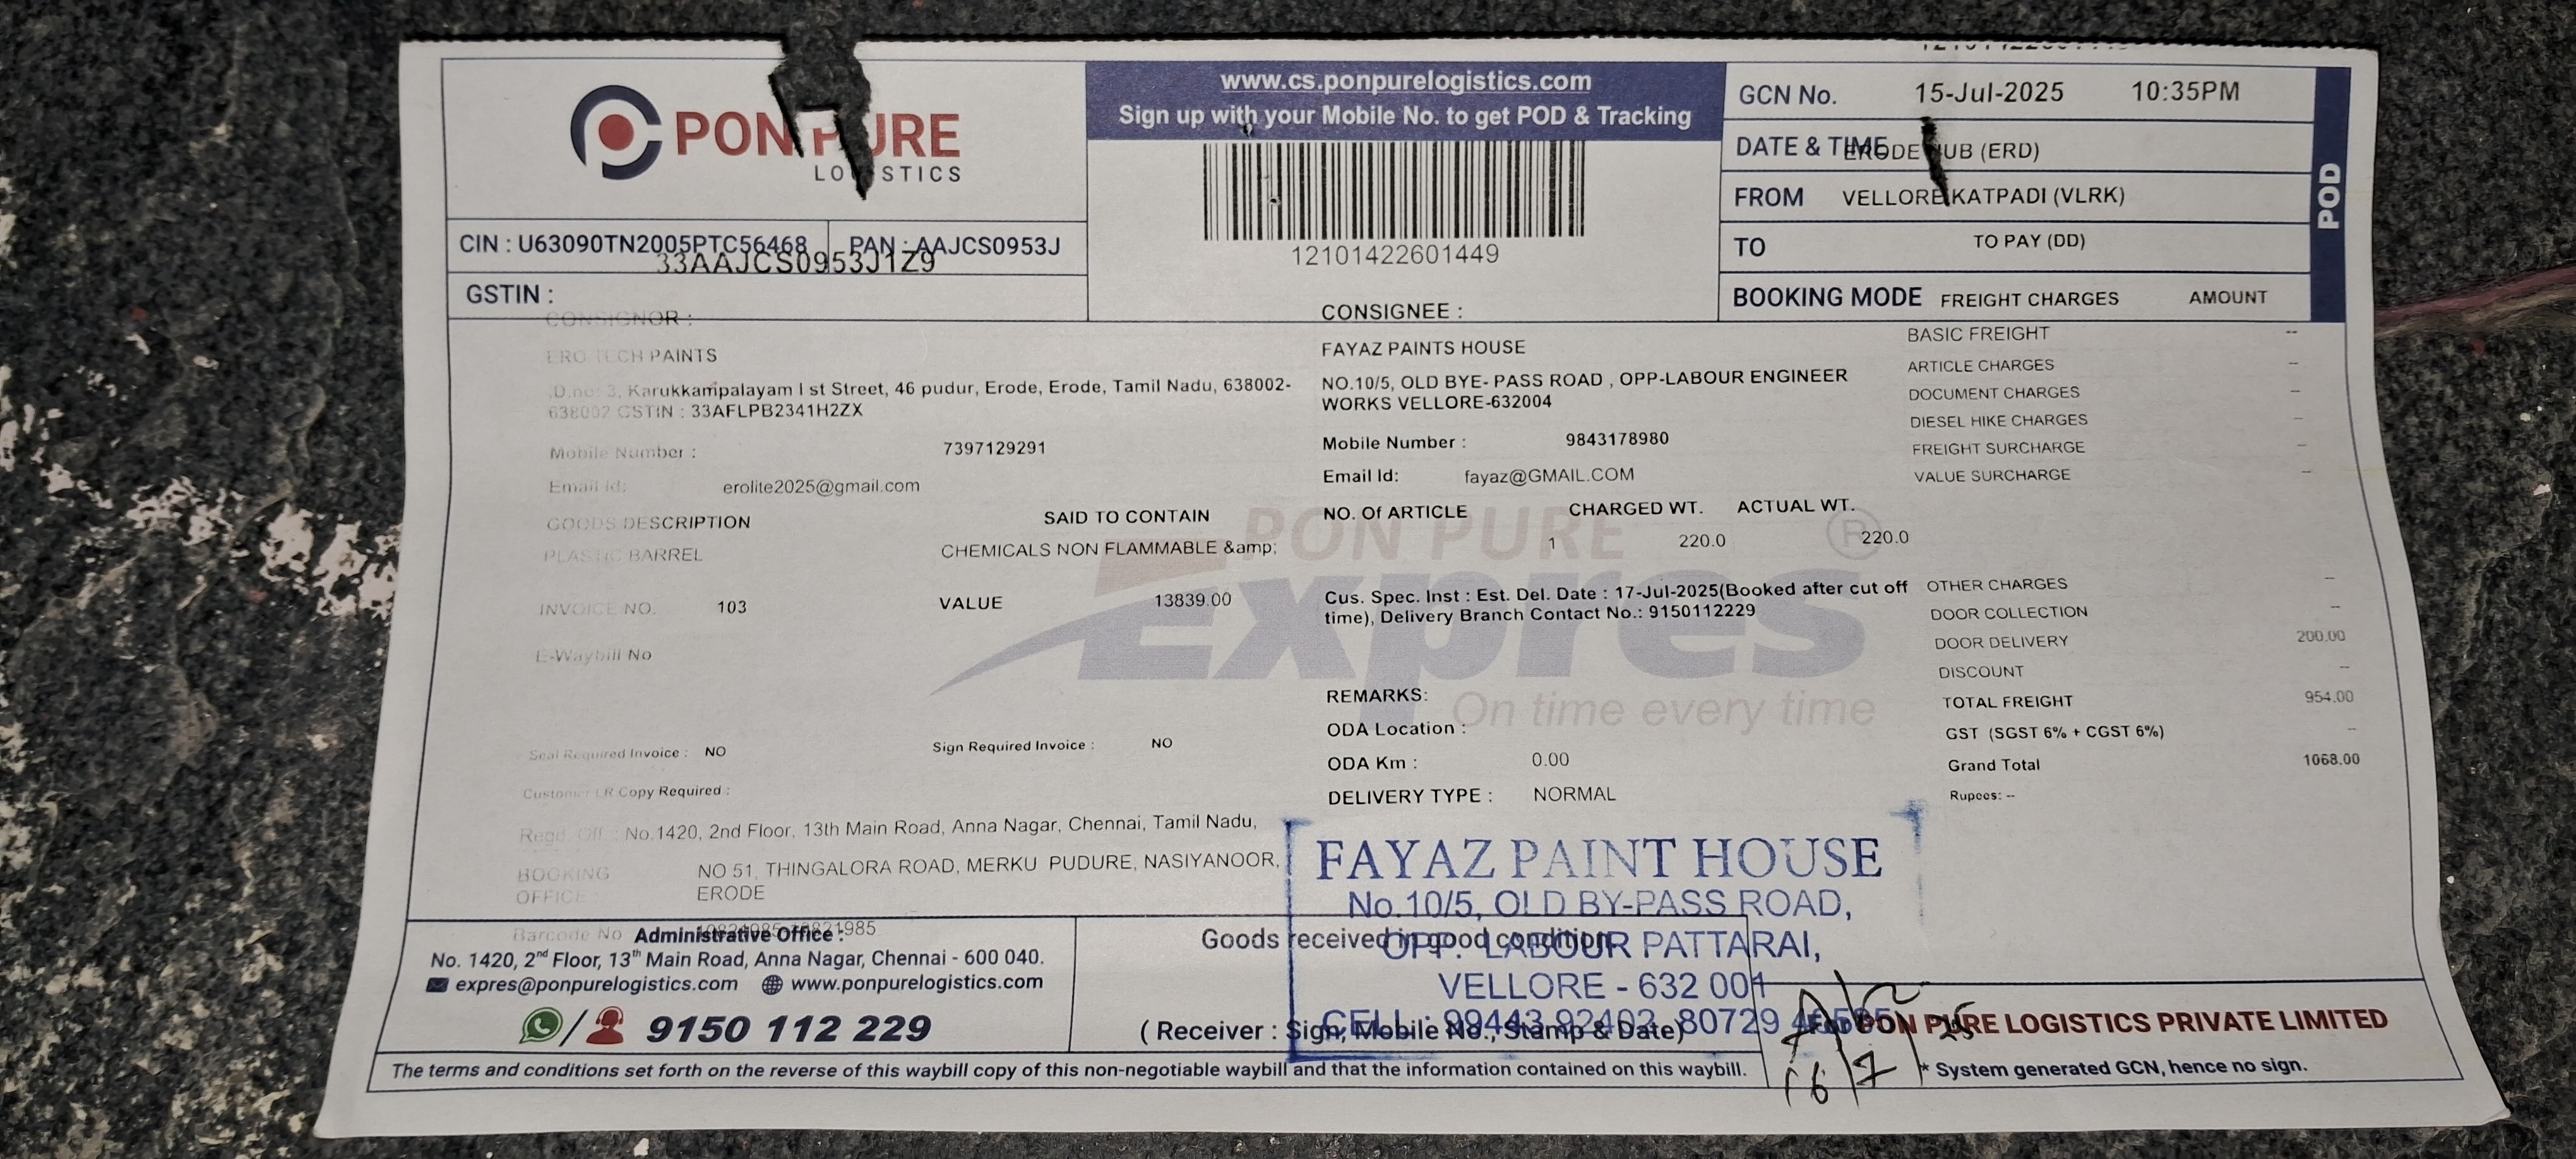 PON PURE
LOGISTICS
CIN : U63090TN2005PTC56468
PAN : AAJCS0953J
33AAJCS0953J1Z9
GSTIN :
www.cs.ponpurelogistics.com
Sign up with your Mobile No. to get POD & Tracking
12101422601449
GCN No. 15-Jul-2025 10:35PM
DATE & TIME ERODE HUB (ERD)
FROM VELLORE KATPADI (VLRK)
TO TO PAY (DD)
BOOKING MODE FREIGHT CHARGES AMOUNT
POD
CONSIGNOR :
ERO TECH PAINTS
D.no: 3, Karukkampalayam I st Street, 46 pudur, Erode, Erode, Tamil Nadu, 638002-
638002 GSTIN : 33AFLPB2341H2ZX
Mobile Number : 7397129291
Email Id: erolite2025@gmail.com
CONSIGNEE :
FAYAZ PAINTS HOUSE
NO.10/5, OLD BYE- PASS ROAD , OPP-LABOUR ENGINEER
WORKS VELLORE-632004
Mobile Number : 9843178980
Email Id: fayaz@GMAIL.COM
BASIC FREIGHT --
ARTICLE CHARGES --
DOCUMENT CHARGES --
DIESEL HIKE CHARGES --
FREIGHT SURCHARGE --
VALUE SURCHARGE --
GOODS DESCRIPTION SAID TO CONTAIN NO. Of ARTICLE CHARGED WT. ACTUAL WT.
PLASTIC BARREL CHEMICALS NON FLAMMABLE &amp; 1 220.0 220.0
PON PURE ®
Expres
On time every time
INVOICE NO. 103 VALUE 13839.00
Cus. Spec. Inst : Est. Del. Date : 17-Jul-2025(Booked after cut off
time), Delivery Branch Contact No.: 9150112229
E-Waybill No
OTHER CHARGES --
DOOR COLLECTION --
DOOR DELIVERY 200.00
DISCOUNT --
TOTAL FREIGHT 954.00
GST (SGST 6% + CGST 6%) --
Grand Total 1068.00
Rupees: --
REMARKS:
ODA Location :
ODA Km : 0.00
DELIVERY TYPE : NORMAL
Seal Required Invoice : NO Sign Required Invoice : NO
Customer LR Copy Required :
Regd. Off : No.1420, 2nd Floor, 13th Main Road, Anna Nagar, Chennai, Tamil Nadu,
BOOKING OFFICE NO 51, THINGALORA ROAD, MERKU PUDURE, NASIYANOOR,
ERODE
Barcode No
Administrative Office :
No. 1420, 2nd Floor, 13th Main Road, Anna Nagar, Chennai - 600 040.
expres@ponpurelogistics.com www.ponpurelogistics.com
/ 9150 112 229
Goods received in good condition
( Receiver : Sign, Mobile No., Stamp & Date)
FAYAZ PAINT HOUSE
No.10/5, OLD BY-PASS ROAD,
OPP. LABOUR PATTARAI,
VELLORE - 632 001
CELL : 99443 92402, 80729
16/7 25
For PON PURE LOGISTICS PRIVATE LIMITED
* System generated GCN, hence no sign.
The terms and conditions set forth on the reverse of this waybill copy of this non-negotiable waybill and that the information contained on this waybill.